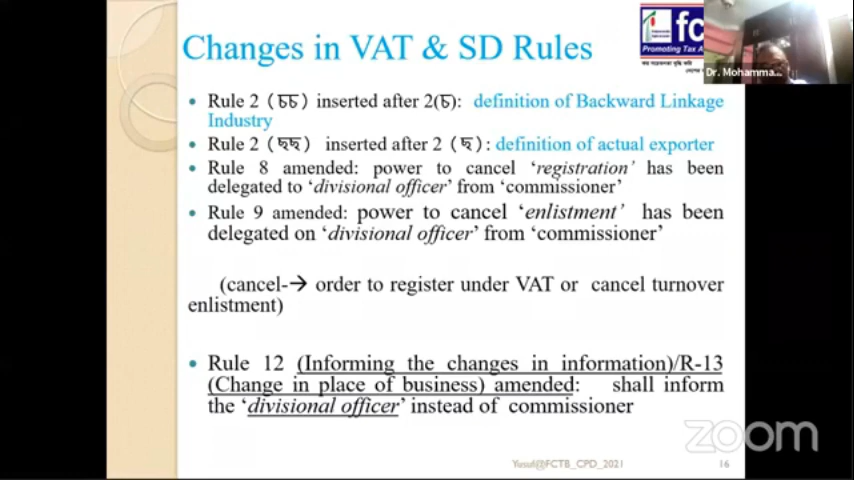 Changes in VAT & SD Rules
fc
Promoting Tax A
Dr. Mohamma...
• Rule 2 (চচ) inserted after 2(চ): definition of Backward Linkage
Industry
• Rule 2 (ছছ) inserted after 2 (ছ): definition of actual exporter
• Rule 8 amended: power to cancel ‘registration’ has been
delegated to ‘divisional officer’ from ‘commissioner’
• Rule 9 amended: power to cancel ‘enlistment’ has been
delegated on ‘divisional officer’ from ‘commissioner’
(cancel-→ order to register under VAT or cancel turnover
enlistment)
• Rule 12 (Informing the changes in information)/R-13
(Change in place of business) amended: shall inform
the ‘divisional officer’ instead of commissioner
zoom
Yusuf@FCTB_CPD_2021 16